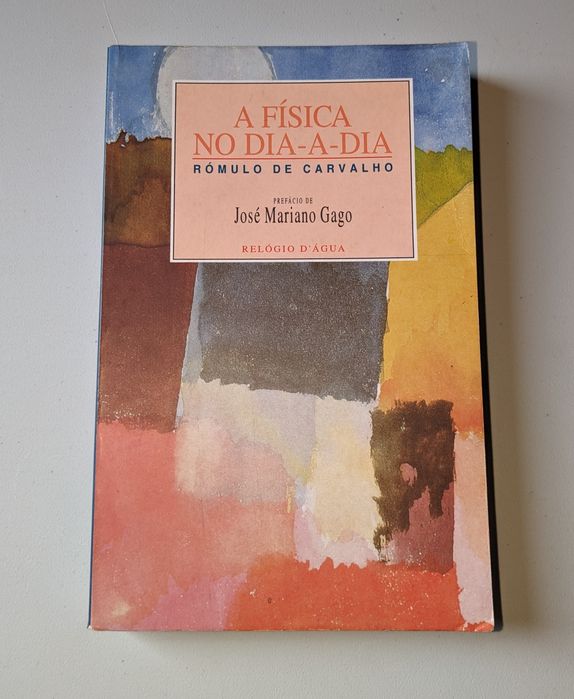 A FÍSICA
NO DIA-A-DIA
RÓMULO DE CARVALHO
PREFÁCIO DE
José Mariano Gago
RELÓGIO D'ÁGUA